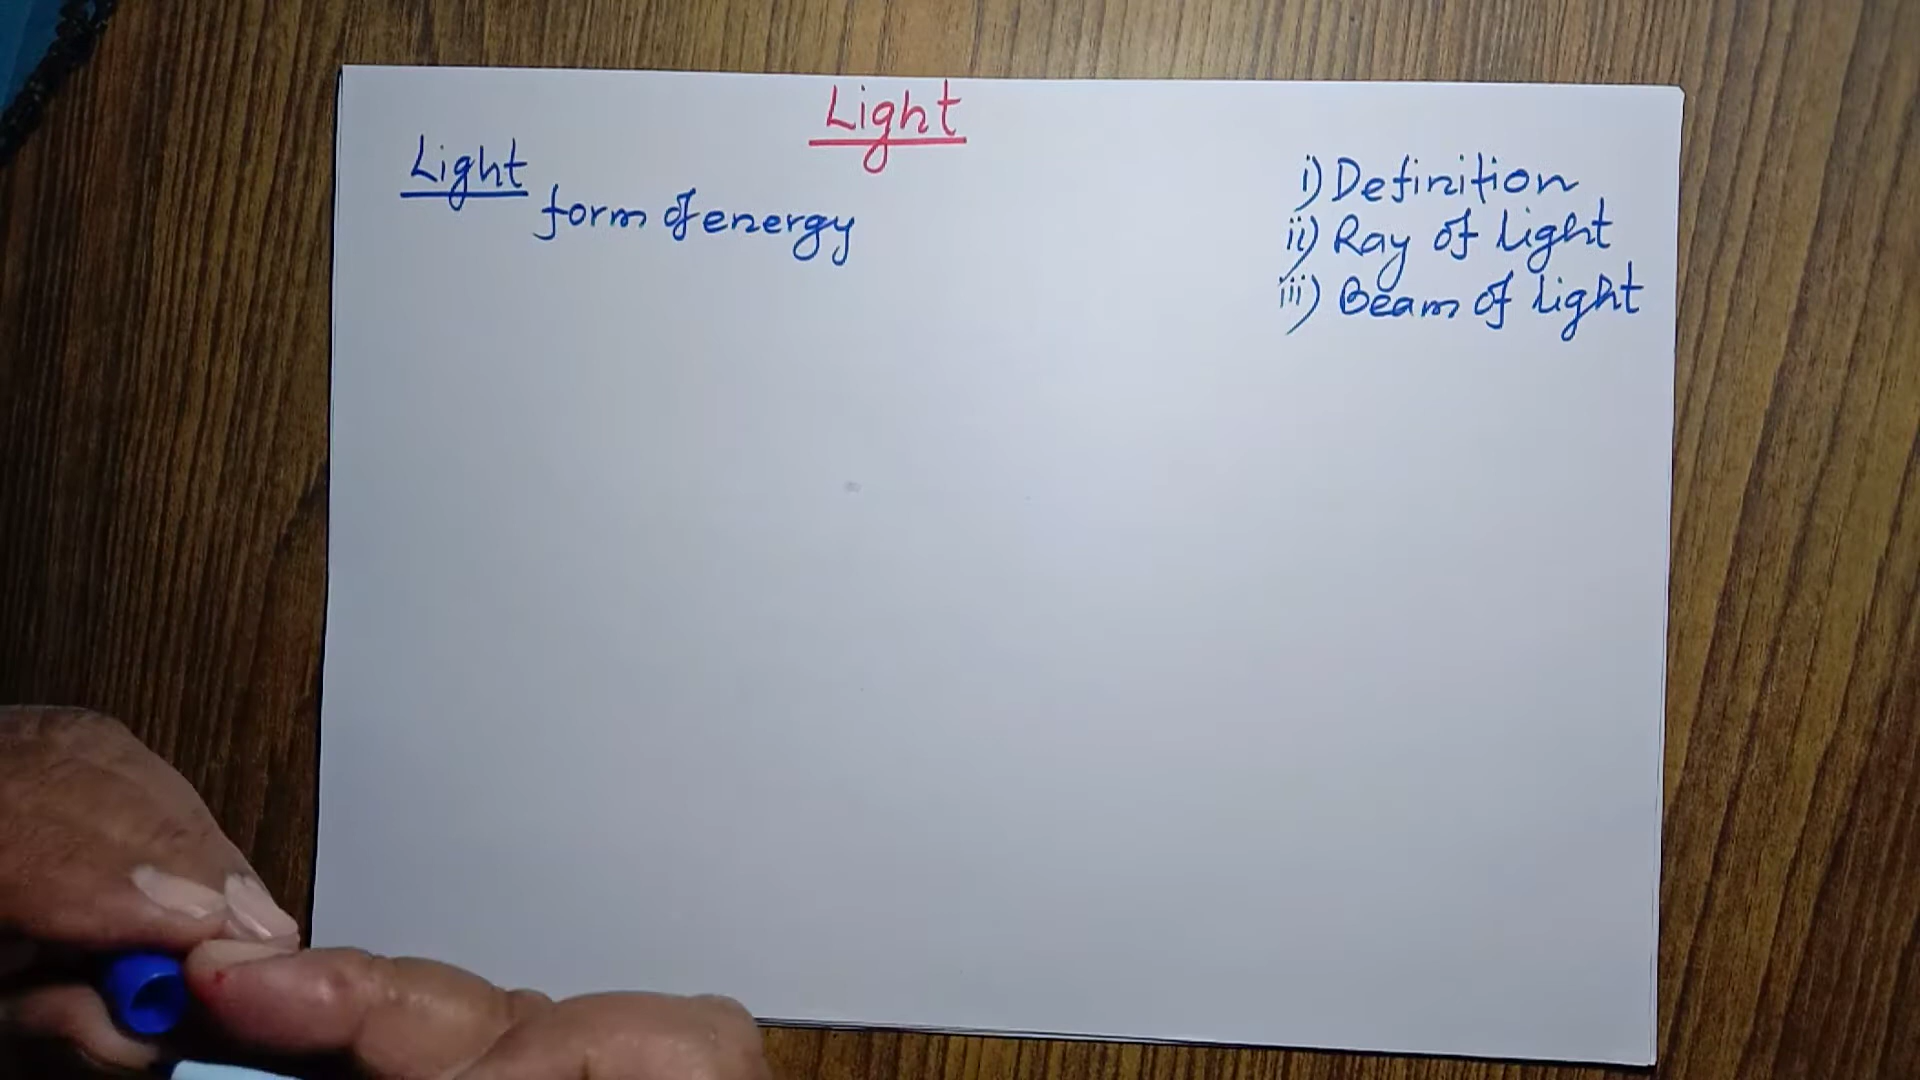 Light
Light
form of energy
i) Definition
ii) Ray of light
iii) Beam of light